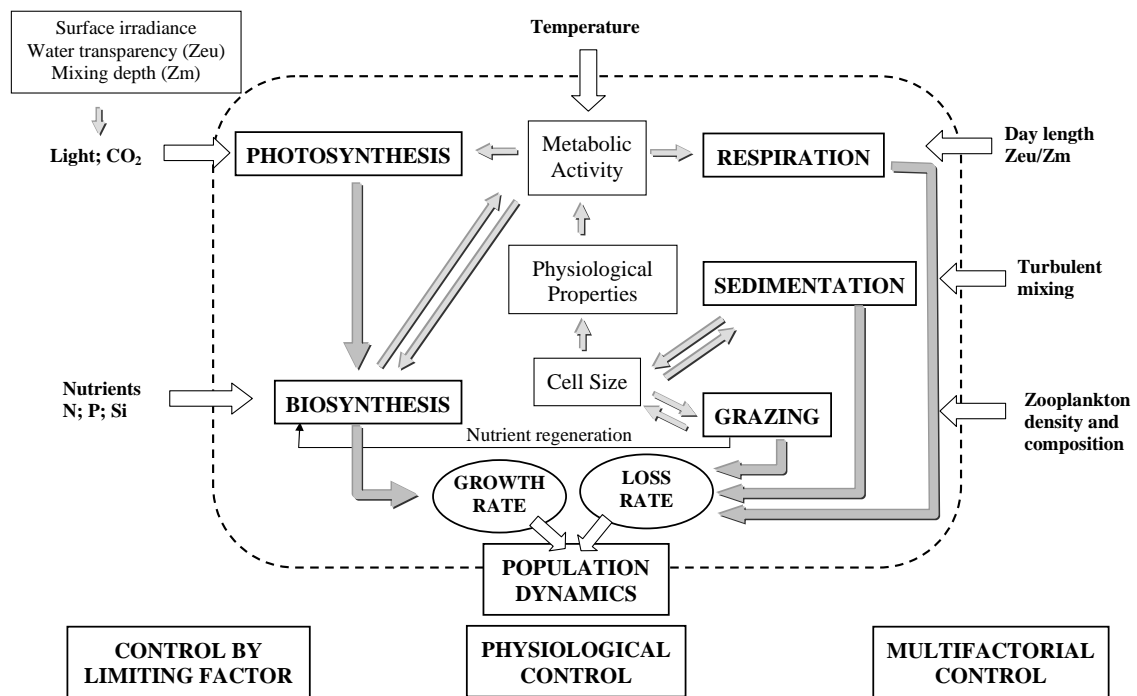 Surface irradiance
Water transparency (Zeu)
Mixing depth (Zm)
Temperature
Light; CO₂
PHOTOSYNTHESIS
Metabolic
Activity
RESPIRATION
Day length
Zeu/Zm
Physiological
Properties
SEDIMENTATION
Turbulent
mixing
Nutrients
N; P; Si
BIOSYNTHESIS
Cell Size
GRAZING
Zooplankton
density and
composition
Nutrient regeneration
GROWTH
RATE
LOSS
RATE
POPULATION
DYNAMICS
CONTROL BY
LIMITING FACTOR
PHYSIOLOGICAL
CONTROL
MULTIFACTORIAL
CONTROL